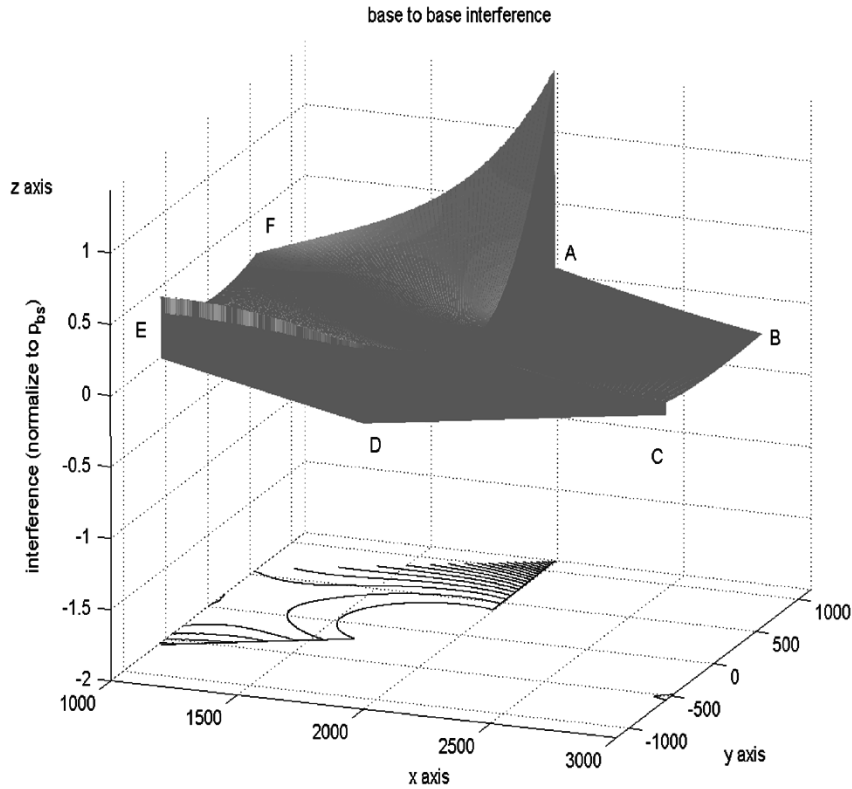 base to base interference
z axis
interference (normalize to p_bs)
1
0.5
0
-0.5
-1
-1.5
-2
F
A
E
B
D
C
1000
1500
2000
2500
3000
x axis
1000
500
0
-500
-1000
y axis